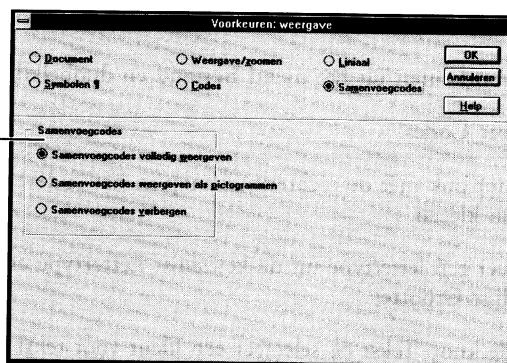 Voorkeuren: weergave
Document
Weergave/zoomen
Liniaal
OK
Symbolen ¶
Codes
Samenvoegcodes
Annuleren
Help
Samenvoegcodes
Samenvoegcodes volledig weergeven
Samenvoegcodes weergeven als pictogrammen
Samenvoegcodes verbergen